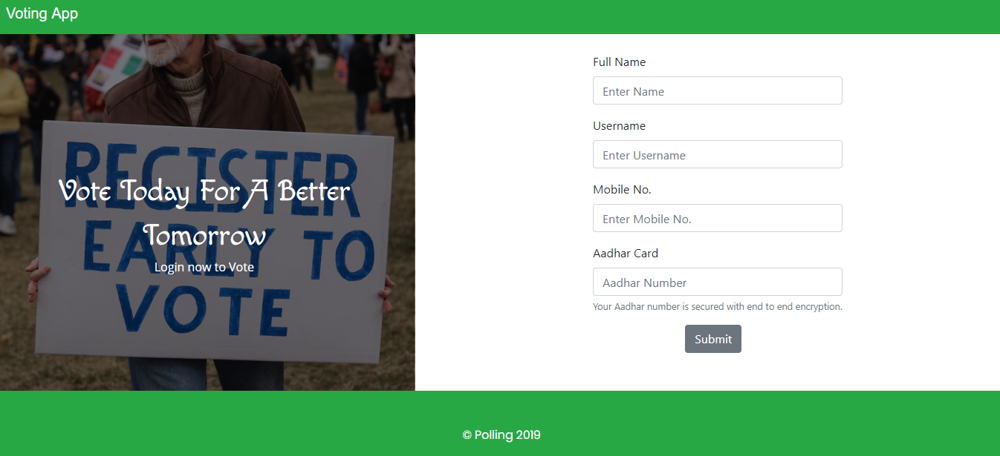 Voting App
REGISTER
EARLY TO
VOTE
Vote Today For A Better
Tomorrow
Login now to Vote
Full Name
Enter Name
Username
Enter Username
Mobile No.
Enter Mobile No.
Aadhar Card
Aadhar Number
Your Aadhar number is secured with end to end encryption.
Submit
© Polling 2019